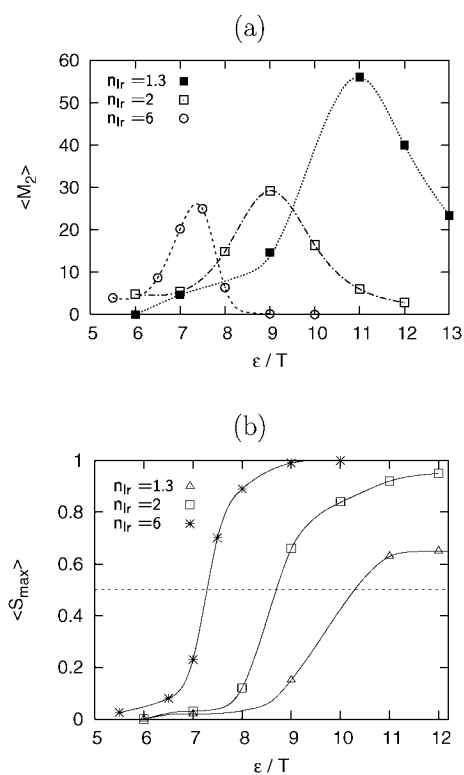 (a)
60
50
40
30
20
10
0
<M₂>
n_lr =1.3
n_lr =2
n_lr =6
5 6 7 8 9 10 11 12 13
ε / T
(b)
1
0.8
0.6
0.4
0.2
0
<S_max>
n_lr =1.3
n_lr =2
n_lr =6
5 6 7 8 9 10 11 12
ε / T